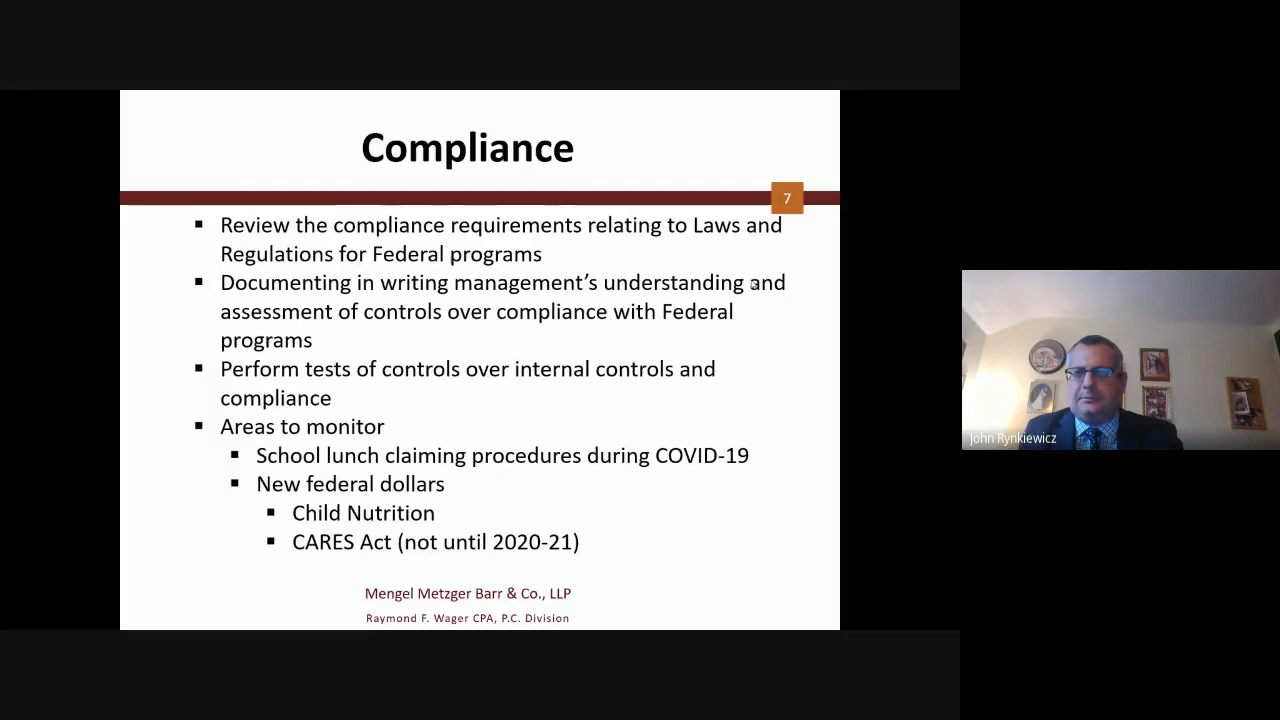 Compliance
7
▪ Review the compliance requirements relating to Laws and
Regulations for Federal programs
▪ Documenting in writing management’s understanding and
assessment of controls over compliance with Federal
programs
▪ Perform tests of controls over internal controls and
compliance
▪ Areas to monitor
▪ School lunch claiming procedures during COVID-19
▪ New federal dollars
▪ Child Nutrition
▪ CARES Act (not until 2020-21)
Mengel Metzger Barr & Co., LLP
Raymond F. Wager CPA, P.C. Division
John Rynkiewicz